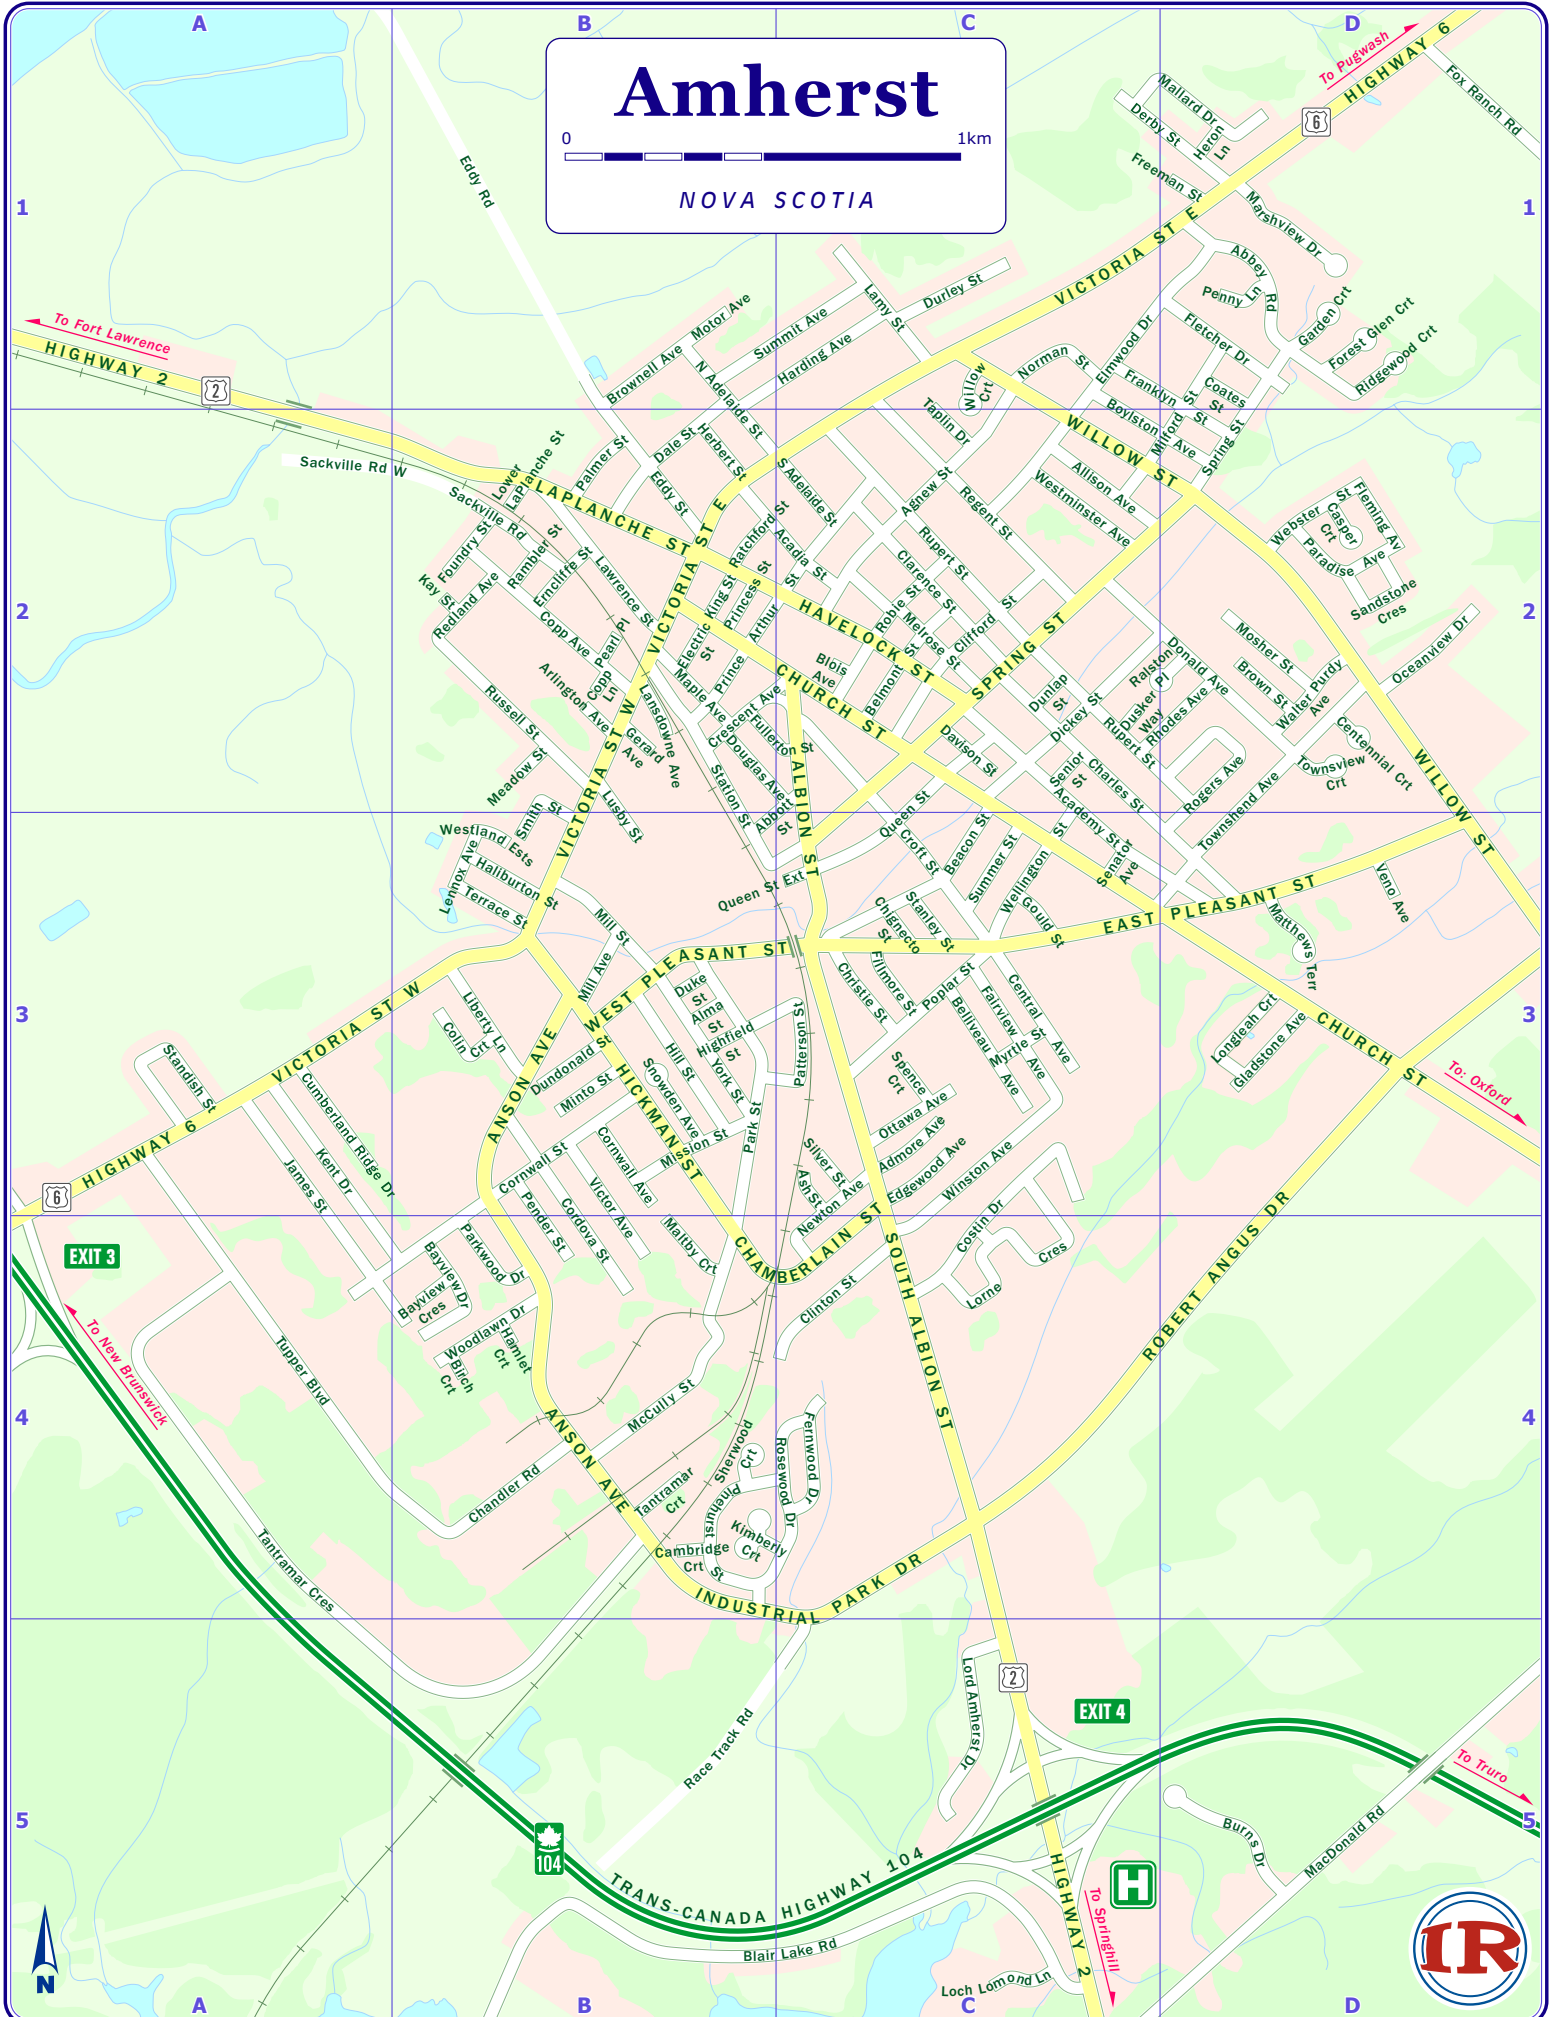 A
B
C
D
Amherst
0
1km
NOVA SCOTIA
To Pugwash
HIGHWAY 6
6
Fox Ranch Rd
Mallard Dr
Derby St
Heron Ln
Freeman St
Marshview Dr
Eddy Rd
1
1
VICTORIA ST E
Abbey Rd
Penny Ln
Fletcher Dr
Garden Crt
Forest Glen Crt
Ridgewood Crt
Elmwood Dr
Lamy St
Durley St
Motor Ave
Summit Ave
Harding Ave
Brownell Ave
N Adelaide St
To Fort Lawrence
HIGHWAY 2
2
Norman St
Willow Crt
Franklyn St
Coates St
Boylston Ave
Milford St
Spring St
Taplin Dr
WILLOW ST
Sackville Rd W
Sackville Rd
Lower LaPlanche St
Palmer St
Dale St
Herbert St
Eddy St
S Adelaide St
LAPLANCHE ST
VICTORIA ST E
Ratchford St
Acadia St
Agnew St
Regent St
Allison Ave
Westminster Ave
Webster St
Fleming Av
Casper Crt
Paradise Ave
Sandstone Cres
Foundry St
Rambler St
Erncliffe St
Lawrence St
Kay St
Redland Ave
Copp Ave
Pearl Pl
Copp Ln
Arlington Ave
Gerard Ave
Electric St
King St
Princess St
Prince Arthur St
HAVELOCK ST
Rupert St
Clarence St
Robie St
Melrose St
Clifford St
Blois Ave
Belmont St
SPRING ST
2
2
VICTORIA ST W
Maple Ave
Lansdowne Ave
Crescent Ave
Fullerton St
Douglas Ave
Station St
Abbott St
CHURCH ST
ALBION ST
Davison St
Dunlap St
Dickey St
Ralston Pl
Dusket Way
Rhodes Ave
Rupert St
Donald Ave
Mosher St
Brown St
Walter Purdy Ave
Oceanview Dr
Centennial Crt
Townsview Crt
WILLOW ST
Russell St
Meadow St
Lusby St
Smith St
Westland Ests
Lennox Ave
Haliburton St
Terrace St
Queen St
Queen St Ext
Croft St
Beacon St
Summer St
Wellington St
Senior St
Charles St
Academy St
Senator Ave
Rogers Ave
Townshend Ave
EAST PLEASANT ST
Veno Ave
Matthews Terr
Gould St
Stanley St
Chignecto St
Fillmore St
Christie St
Poplar St
Belliveau Ave
Fairview Ave
Central Ave
Myrtle St
Mill St
Mill Ave
WEST PLEASANT ST
Duke St
Alma St
Highfield St
York St
Patterson St
Park St
Hill St
Snowden Ave
Mission St
HICKMAN ST
Dundonald St
Minto St
ANSON AVE
Liberty Ln
Colin Crt
3
3
VICTORIA ST W
Standish St
HIGHWAY 6
6
Cumberland Ridge Dr
Kent Dr
James St
Longleah Crt
Gladstone Ave
CHURCH ST
To: Oxford
Spence Crt
Ottawa Ave
Admore Ave
Edgewood Ave
Winston Ave
Silver St
Ash St
Newton Ave
Cornwall St
Cornwall Ave
Victor Ave
Cordova St
Pender St
Maltby Crt
CHAMBERLAIN ST
Clinton St
Costin Dr
Lorne Cres
ROBERT ANGUS DR
SOUTH ALBION ST
Parkwood Dr
Bayview Dr
Bayview Cres
Woodlawn Dr
Hamlet Crt
Birch Crt
EXIT 3
To New Brunswick
Tupper Blvd
4
4
McCully St
ANSON AVE
Chandler Rd
Tantramar Crt
Sherwood Crt
Fernwood Dr
Rosewood Dr
Pinehurst St
Kimberly Crt
Cambridge Crt
Tantramar Cres
INDUSTRIAL PARK DR
Race Track Rd
Lord Amherst Dr
2
EXIT 4
To Truro
5
5
104
TRANS-CANADA HIGHWAY 104
Burns Dr
MacDonald Rd
H
HIGHWAY 2
To Springhill
Blair Lake Rd
Loch Lomond Ln
N
IR
A
B
C
D